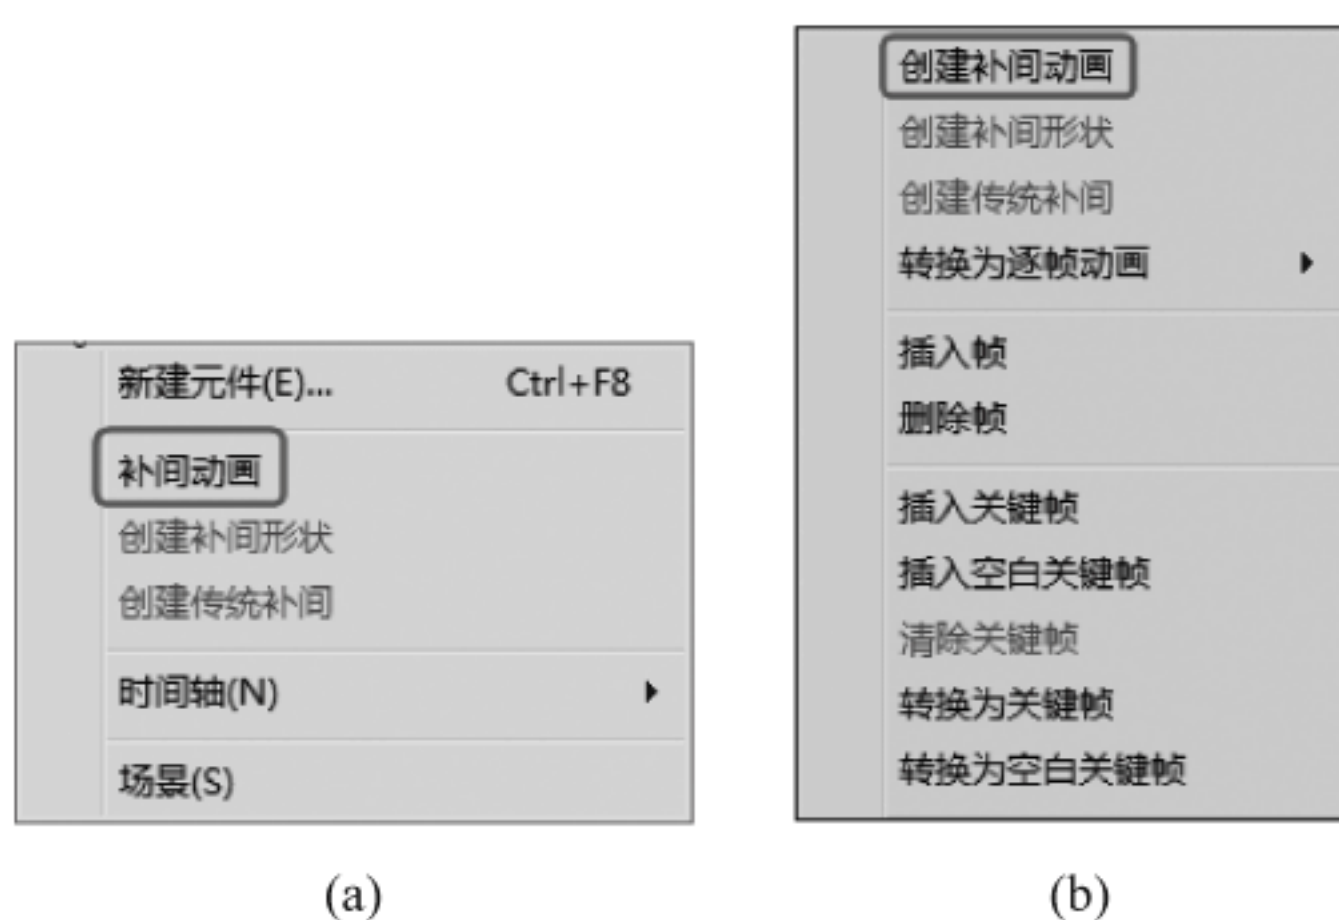 新建元件(E)... Ctrl+F8
补间动画
创建补间形状
创建传统补间
时间轴(N)
场景(S)
(a)
创建补间动画
创建补间形状
创建传统补间
转换为逐帧动画
插入帧
删除帧
插入关键帧
插入空白关键帧
清除关键帧
转换为关键帧
转换为空白关键帧
(b)